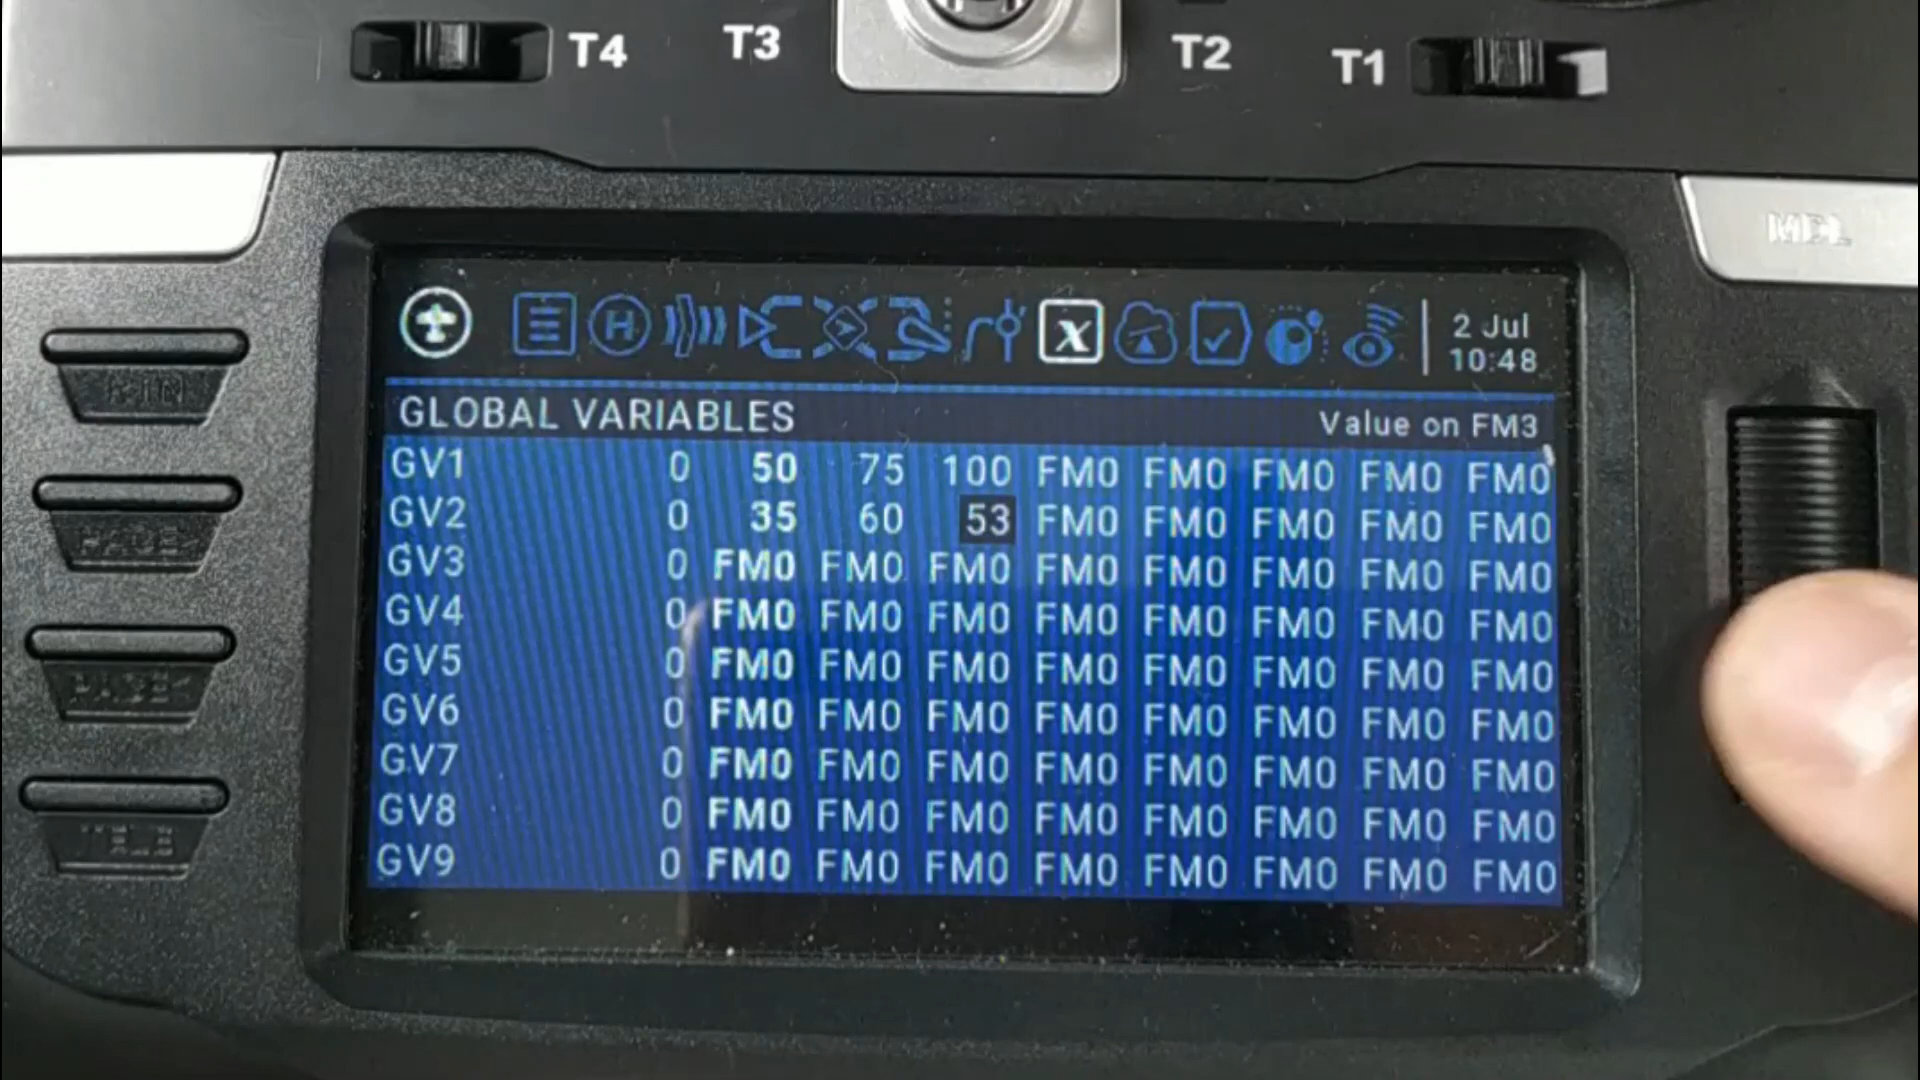 T4 T3 T2 T1
MDL
2 Jul
10:48
GLOBAL VARIABLES Value on FM3
GV1 0 50 75 100 FM0 FM0 FM0 FM0 FM0
GV2 0 35 60 53 FM0 FM0 FM0 FM0 FM0
GV3 0 FM0 FM0 FM0 FM0 FM0 FM0 FM0 FM0
GV4 0 FM0 FM0 FM0 FM0 FM0 FM0 FM0 FM0
GV5 0 FM0 FM0 FM0 FM0 FM0 FM0 FM0 FM0
GV6 0 FM0 FM0 FM0 FM0 FM0 FM0 FM0 FM0
GV7 0 FM0 FM0 FM0 FM0 FM0 FM0 FM0 FM0
GV8 0 FM0 FM0 FM0 FM0 FM0 FM0 FM0 FM0
GV9 0 FM0 FM0 FM0 FM0 FM0 FM0 FM0 FM0
RTN
PAGE>
PAGE<
TELE
H
x